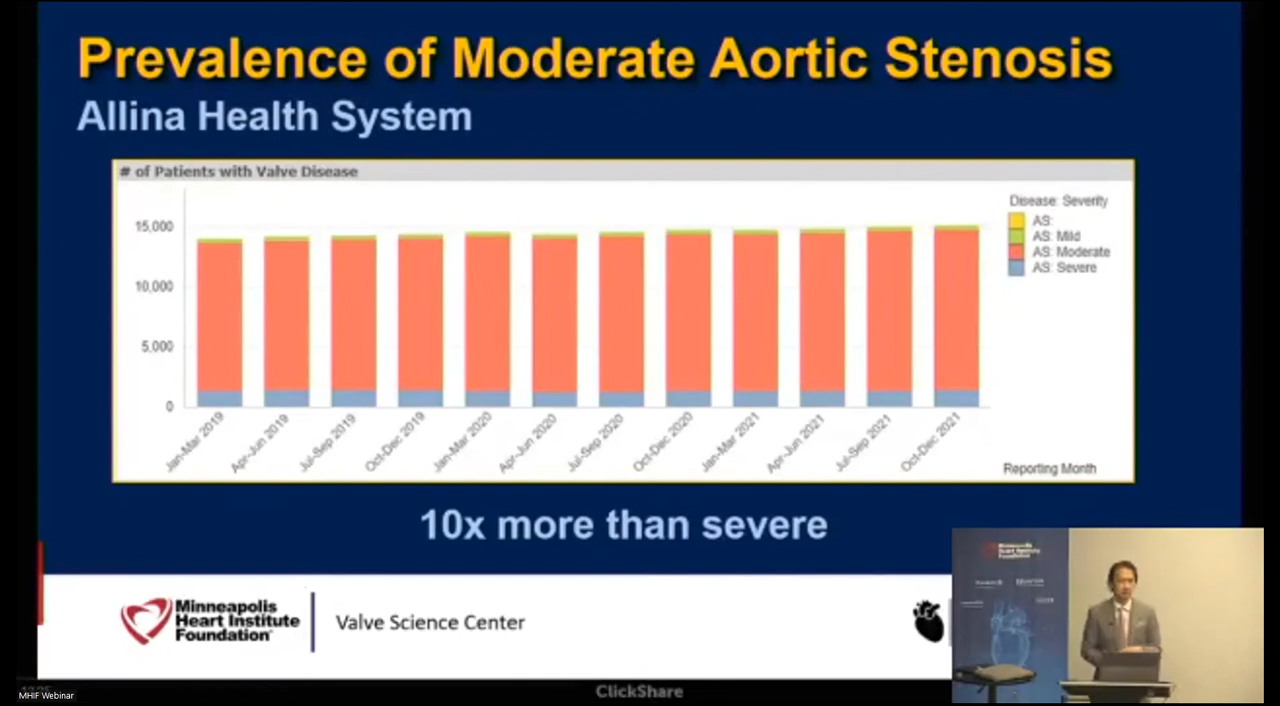 Prevalence of Moderate Aortic Stenosis
Allina Health System
# of Patients with Valve Disease
15,000
10,000
5,000
0
Jan-Mar 2019
Apr-Jun 2019
Jul-Sep 2019
Oct-Dec 2019
Jan-Mar 2020
Apr-Jun 2020
Jul-Sep 2020
Oct-Dec 2020
Jan-Mar 2021
Apr-Jun 2021
Jul-Sep 2021
Oct-Dec 2021
Reporting Month
Disease: Severity
AS:
AS: Mild
AS: Moderate
AS: Severe
10x more than severe
Minneapolis
Heart Institute
Foundation
Valve Science Center
Minneapolis
Heart Institute
Foundation
MHIF Webinar
ClickShare